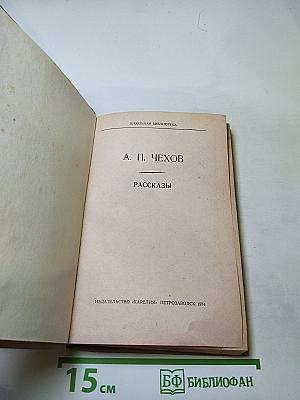 ШКОЛЬНАЯ БИБЛИОТЕКА
А. П. ЧЕХОВ
РАССКАЗЫ
ИЗДАТЕЛЬСТВО «КАРЕЛИЯ» ПЕТРОЗАВОДСК 1974
15 см
БФ БИБЛИОФАН